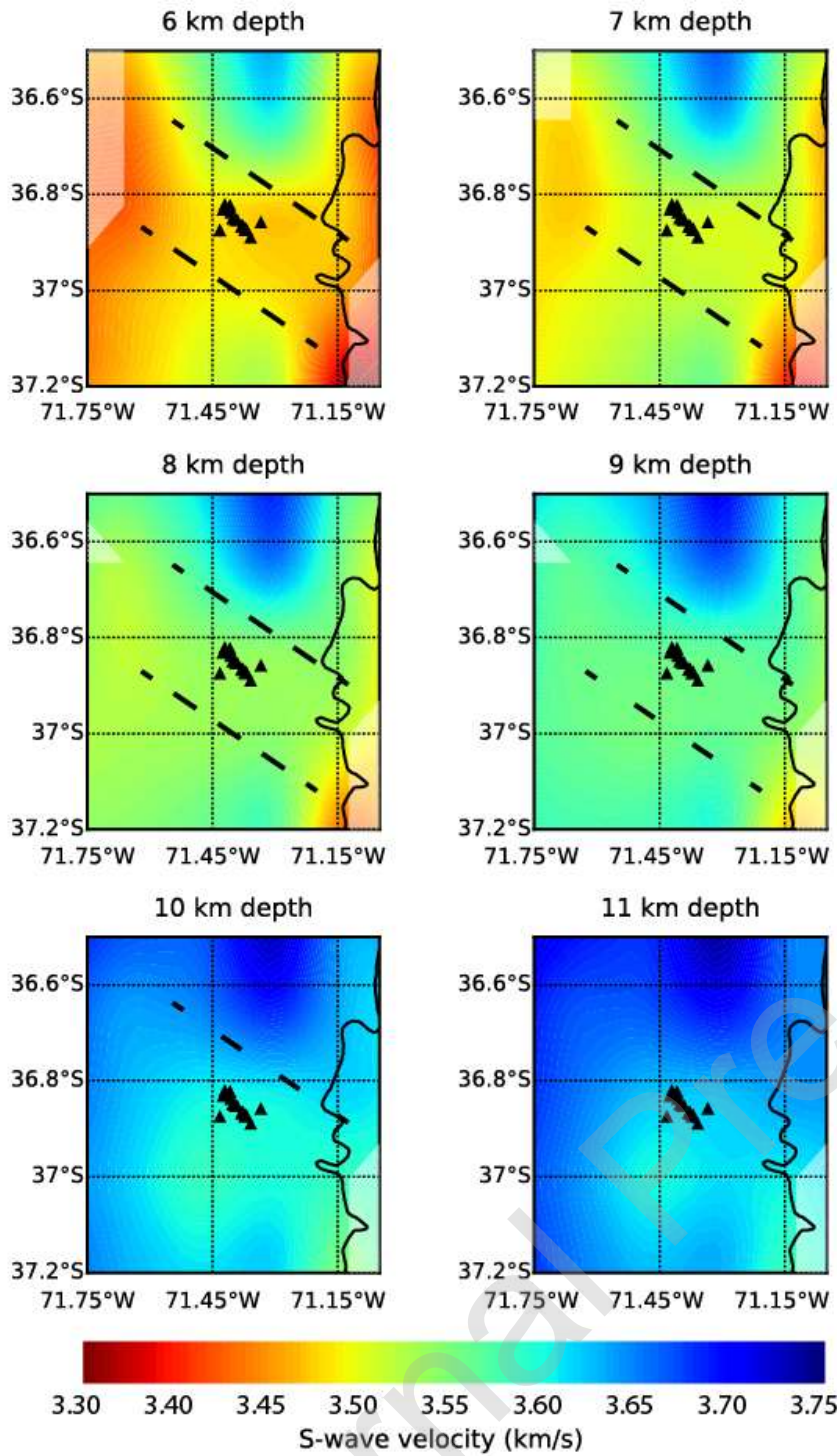 6 km depth
7 km depth
36.6°S
36.8°S
37°S
37.2°S
71.75°W 71.45°W 71.15°W
36.6°S
36.8°S
37°S
37.2°S
71.75°W 71.45°W 71.15°W
8 km depth
9 km depth
36.6°S
36.8°S
37°S
37.2°S
71.75°W 71.45°W 71.15°W
36.6°S
36.8°S
37°S
37.2°S
71.75°W 71.45°W 71.15°W
10 km depth
11 km depth
36.6°S
36.8°S
37°S
37.2°S
71.75°W 71.45°W 71.15°W
36.6°S
36.8°S
37°S
37.2°S
71.75°W 71.45°W 71.15°W
rnal Pre
3.30 3.40 3.45 3.50 3.55 3.60 3.65 3.70 3.75
S-wave velocity (km/s)